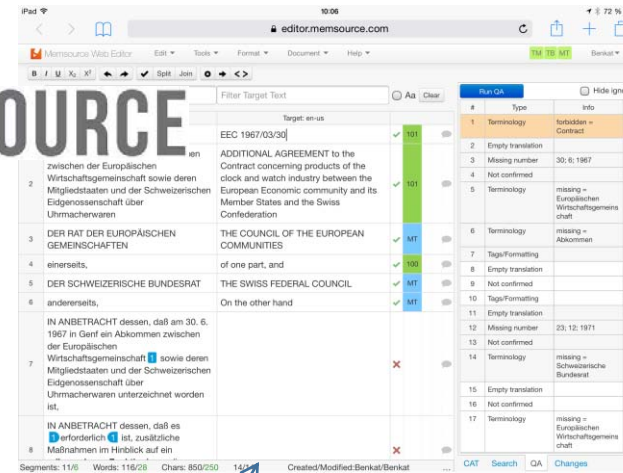 iPad
10:06
72 %
editor.memsource.com
Memsource Web Editor Edit Tools Format Document Help TM TB MT Benkat
B I U X₂ X² Split Join < >
OURCE
Filter Target Text Aa Clear
Target: en-us
EEC 1967/03/30 101
2
zwischen der Europäischen
Wirtschaftsgemeinschaft sowie deren
Mitgliedstaaten und der Schweizerischen
Eidgenossenschaft über
Uhrmacherwaren
ADDITIONAL AGREEMENT to the
Contract concerning products of the
clock and watch industry between the
European Economic community and its
Member States and the Swiss
Confederation
101
3
DER RAT DER EUROPÄISCHEN
GEMEINSCHAFTEN
THE COUNCIL OF THE EUROPEAN
COMMUNITIES
MT
4 einerseits, of one part, and 100
5 DER SCHWEIZERISCHE BUNDESRAT THE SWISS FEDERAL COUNCIL MT
6 andererseits, On the other hand MT
7
IN ANBETRACHT dessen, daß am 30. 6.
1967 in Genf ein Abkommen zwischen
der Europäischen
Wirtschaftsgemeinschaft 1 sowie deren
Mitgliedstaaten und der Schweizerischen
Eidgenossenschaft über
Uhrmacherwaren unterzeichnet worden
ist,
8
IN ANBETRACHT dessen, daß es
1 erforderlich 1 ist, zusätzliche
Maßnahmen im Hinblick auf ein
Segments: 11/6 Words: 116/28 Chars: 850/250 Created/Modified:Benkat/Benkat ...
Run QA Hide igno
# Type Info
1 Terminology forbidden =
Contract
2 Empty translation
3 Missing number 30; 6; 1967
4 Not confirmed
5 Terminology missing =
Europäischen
Wirtschaftsgemeins
chaft
6 Terminology missing =
Abkommen
7 Tags/Formatting
8 Empty translation
9 Not confirmed
10 Tags/Formatting
11 Empty translation
12 Missing number 23; 12; 1971
13 Not confirmed
14 Terminology missing =
Schweizerische
Bundesrat
15 Empty translation
16 Not confirmed
17 Terminology missing =
Europäischen
Wirtschaftsgemeins
chaft
CAT Search QA Changes